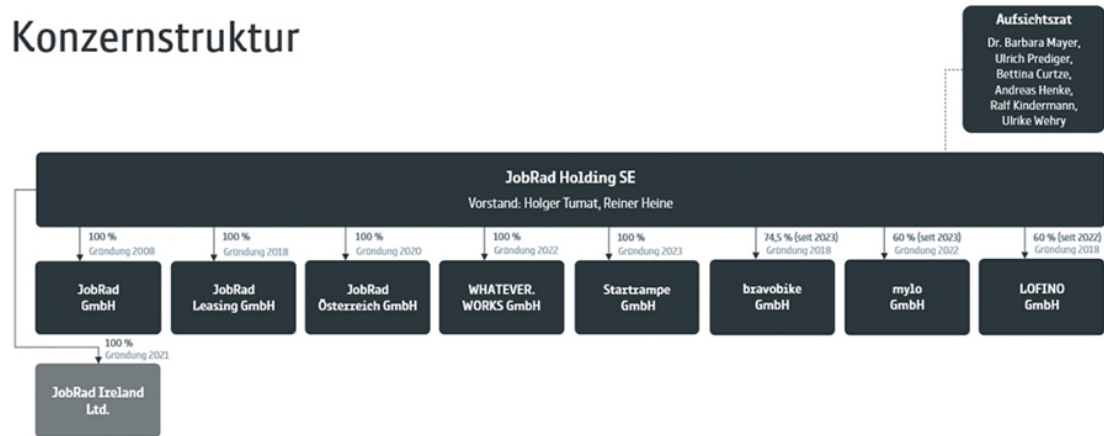 Konzernstruktur
Aufsichtsrat
Dr. Barbara Mayer,
Ulrich Prediger,
Bettina Curtze,
Andreas Henke,
Ralf Kindermann,
Ulrike Wehry
JobRad Holding SE
Vorstand: Holger Tumat, Reiner Heine
100 %
Gründung 2008
100 %
Gründung 2018
100 %
Gründung 2020
100 %
Gründung 2022
100 %
Gründung 2023
74,5 % (seit 2023)
Gründung 2018
60 % (seit 2023)
Gründung 2022
60 % (seit 2022)
Gründung 2018
JobRad
GmbH
JobRad
Leasing GmbH
JobRad
Österreich GmbH
WHATEVER.
WORKS GmbH
Startrampe
GmbH
bravobike
GmbH
mylo
GmbH
LOFINO
GmbH
100 %
Gründung 2021
JobRad Ireland
Ltd.